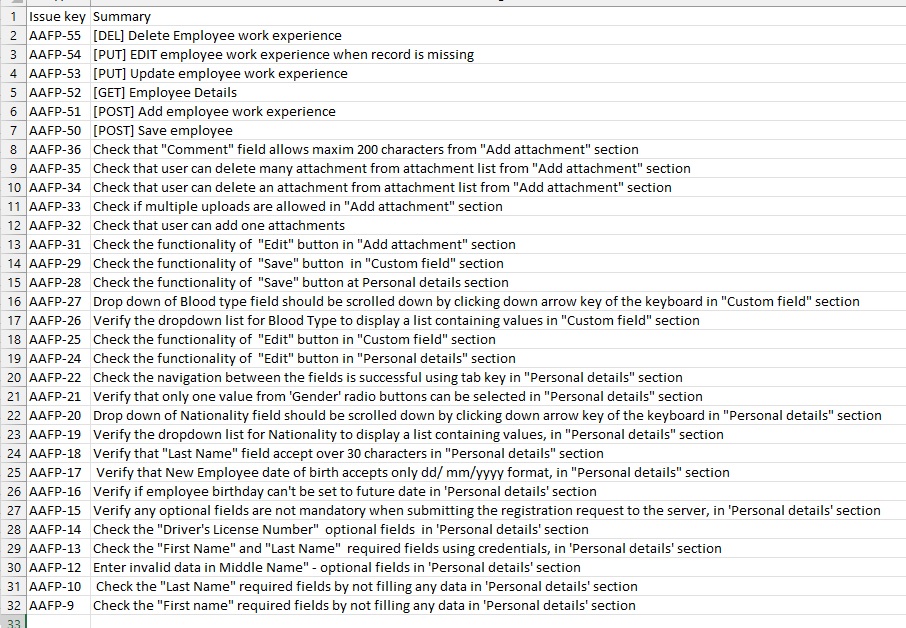 1 Issue key Summary
2 AAFP-55 [DEL] Delete Employee work experience
3 AAFP-54 [PUT] EDIT employee work experience when record is missing
4 AAFP-53 [PUT] Update employee work experience
5 AAFP-52 [GET] Employee Details
6 AAFP-51 [POST] Add employee work experience
7 AAFP-50 [POST] Save employee
8 AAFP-36 Check that "Comment" field allows maxim 200 characters from "Add attachment" section
9 AAFP-35 Check that user can delete many attachment from attachment list from "Add attachment" section
10 AAFP-34 Check that user can delete an attachment from attachment list from "Add attachment" section
11 AAFP-33 Check if multiple uploads are allowed in "Add attachment" section
12 AAFP-32 Check that user can add one attachments
13 AAFP-31 Check the functionality of  "Edit" button in "Add attachment" section
14 AAFP-29 Check the functionality of  "Save" button  in "Custom field" section
15 AAFP-28 Check the functionality of  "Save" button at Personal details section
16 AAFP-27 Drop down of Blood type field should be scrolled down by clicking down arrow key of the keyboard in "Custom field" section
17 AAFP-26 Verify the dropdown list for Blood Type to display a list containing values in "Custom field" section
18 AAFP-25 Check the functionality of  "Edit" button in "Custom field" section
19 AAFP-24 Check the functionality of  "Edit" button in "Personal details" section
20 AAFP-22 Check the navigation between the fields is successful using tab key in "Personal details" section
21 AAFP-21 Verify that only one value from 'Gender' radio buttons can be selected in "Personal details" section
22 AAFP-20 Drop down of Nationality field should be scrolled down by clicking down arrow key of the keyboard in "Personal details" section
23 AAFP-19 Verify the dropdown list for Nationality to display a list containing values, in "Personal details" section
24 AAFP-18 Verify that "Last Name" field accept over 30 characters in "Personal details" section
25 AAFP-17  Verify that New Employee date of birth accepts only dd/ mm/yyyy format, in "Personal details" section
26 AAFP-16 Verify if employee birthday can't be set to future date in 'Personal details' section
27 AAFP-15 Verify any optional fields are not mandatory when submitting the registration request to the server, in 'Personal details' section
28 AAFP-14 Check the "Driver's License Number"  optional fields  in 'Personal details' section
29 AAFP-13 Check the "First Name" and "Last Name"  required fields using credentials, in 'Personal details' section
30 AAFP-12 Enter invalid data in Middle Name" - optional fields in 'Personal details' section
31 AAFP-10  Check the "Last Name" required fields by not filling any data in 'Personal details' section
32 AAFP-9 Check the "First name" required fields by not filling any data in 'Personal details' section
33